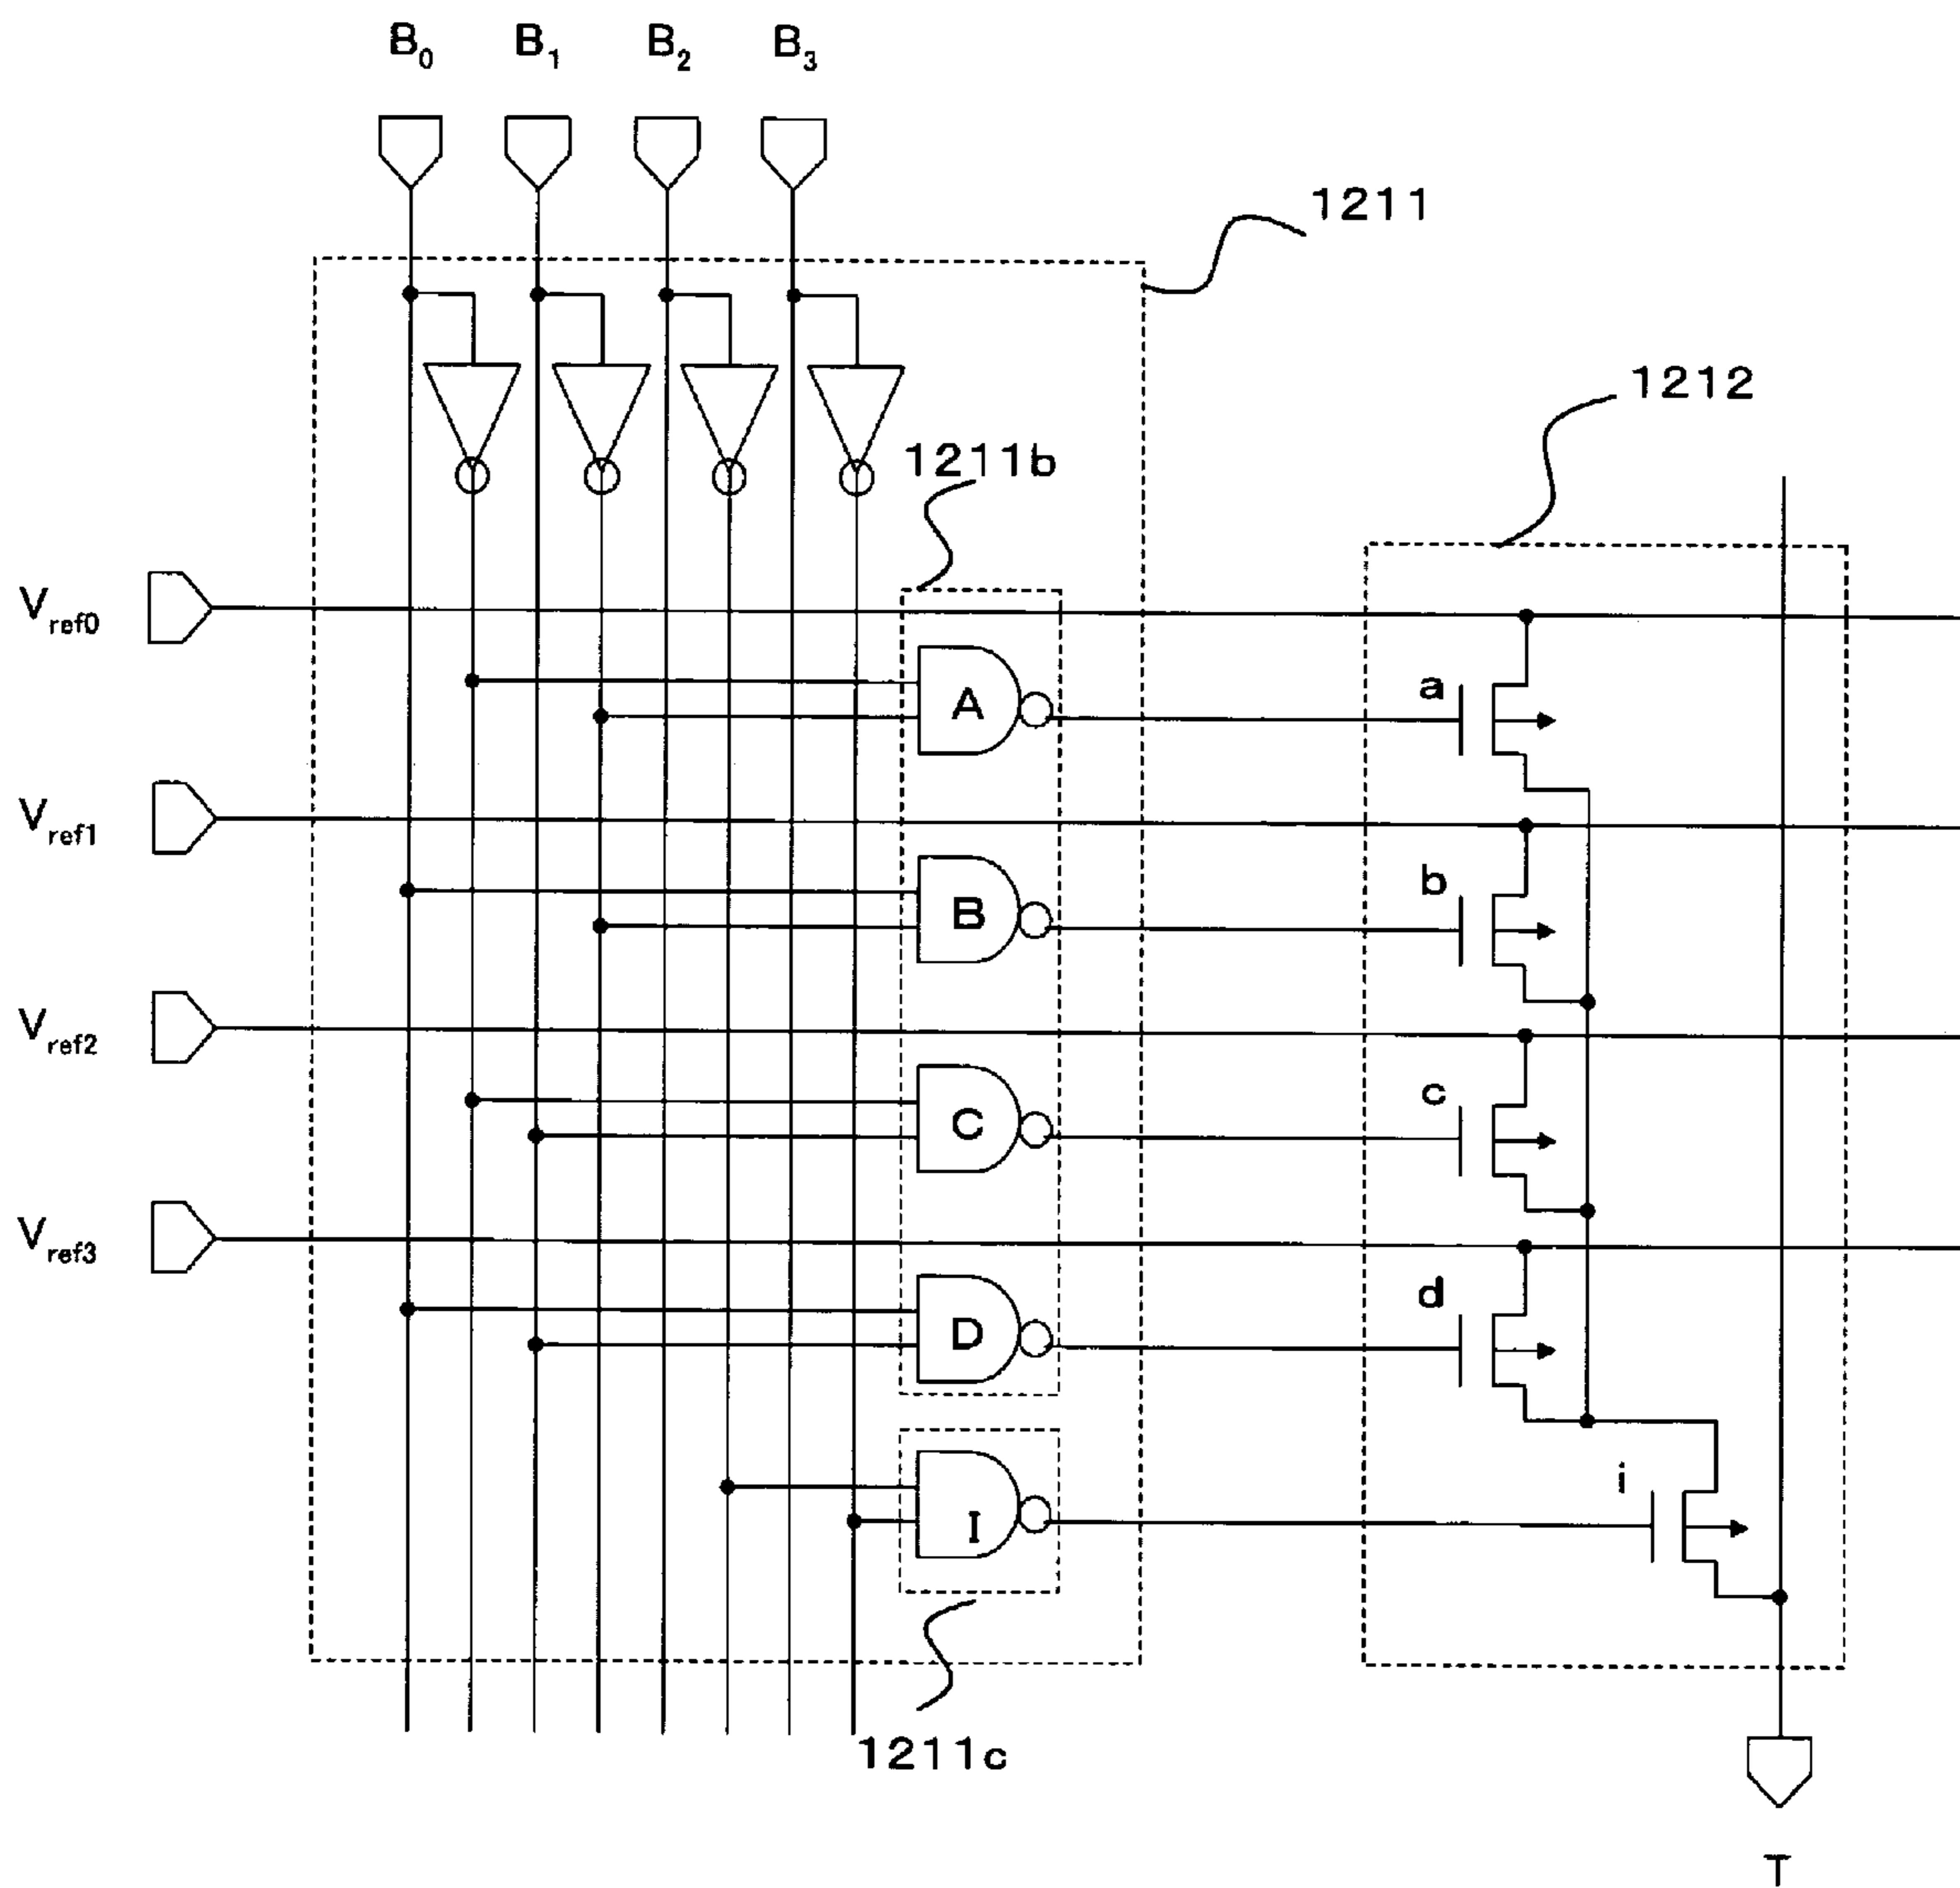 B0 B1 B2 B3
1211
1212
1211b
Vref0
A
a
Vref1
B
b
Vref2
C
c
Vref3
D
d
I
i
1211c
T